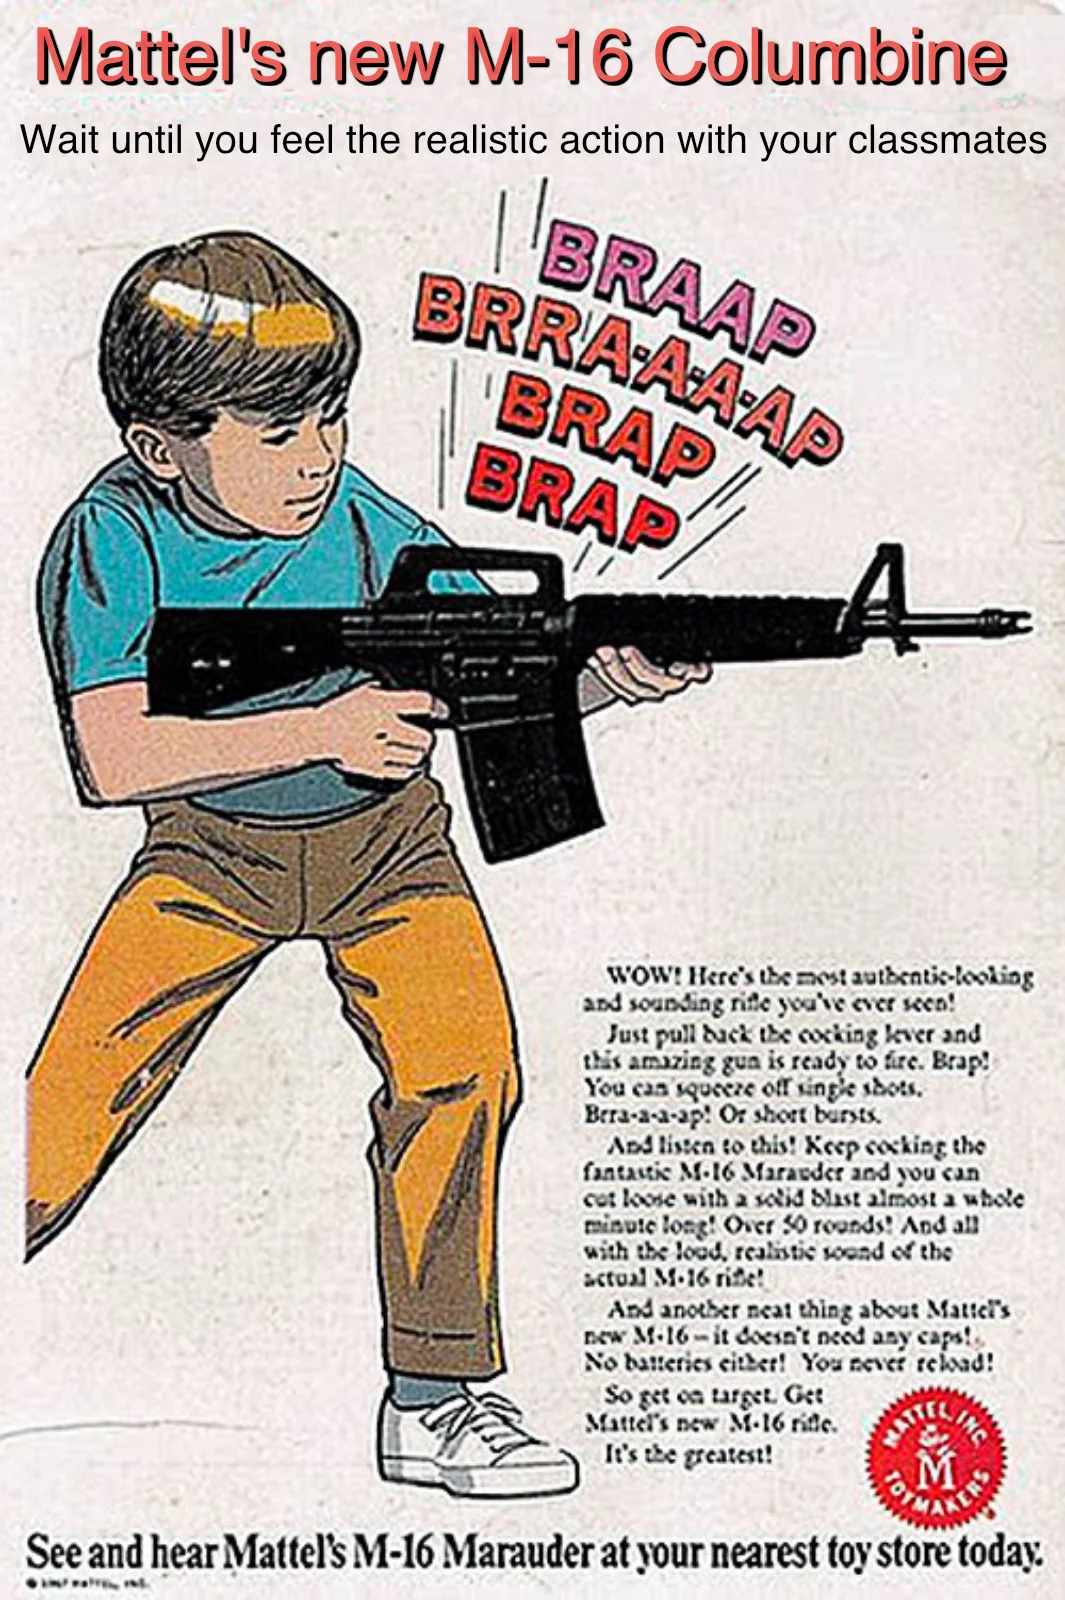 Mattel's new M-16 Columbine
Wait until you feel the realistic action with your classmates
BRAAP
BRRA-A-A-AP
BRAP
BRAP
WOW! Here's the most authentic-looking
and sounding rifle you've ever seen!
Just pull back the cocking lever and
this amazing gun is ready to fire. Brap!
You can squeeze off single shots.
Brra-a-a-ap! Or short bursts.
And listen to this! Keep cocking the
fantastic M-16 Marauder and you can
cut loose with a solid blast almost a whole
minute long! Over 50 rounds! And all
with the loud, realistic sound of the
actual M-16 rifle!
And another neat thing about Mattel's
new M-16 – it doesn't need any caps!
No batteries either! You never reload!
So get on target. Get
Mattel's new M-16 rifle.
It's the greatest!
MATTEL, INC.
M
TOYMAKERS
See and hear Mattel's M-16 Marauder at your nearest toy store today.
© 1967 MATTEL, INC.